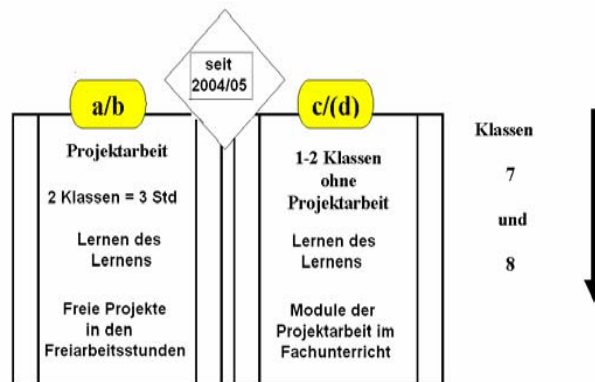 seit
2004/05
a/b
Projektarbeit
2 Klassen = 3 Std
Lernen des
Lernens
Freie Projekte
in den
Freiarbeitsstunden
c/(d)
1-2 Klassen
ohne
Projektarbeit
Lernen des
Lernens
Module der
Projektarbeit im
Fachunterricht
Klassen
7
und
8